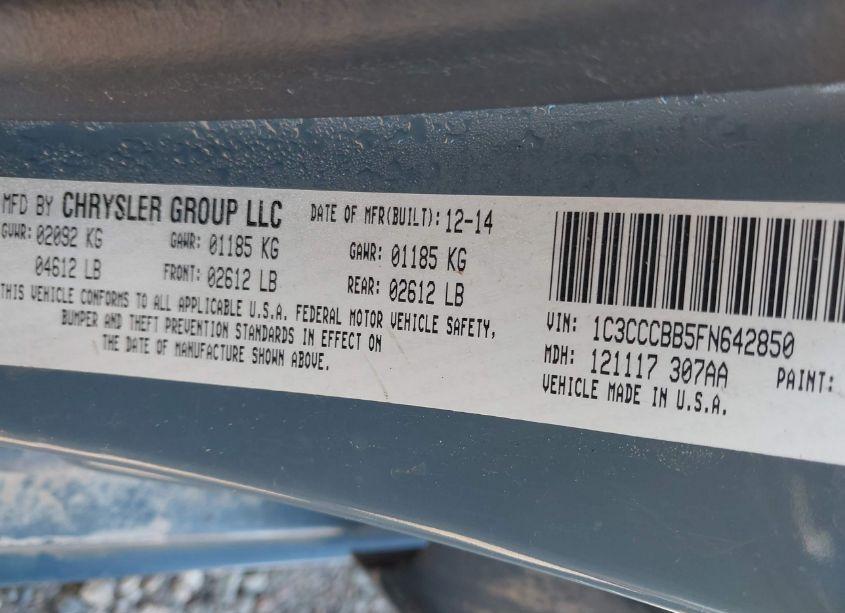 MFD BY CHRYSLER GROUP LLC DATE OF MFR(BUILT): 12-14
GVWR: 02092 KG GAWR: 01185 KG GAWR: 01185 KG
04612 LB FRONT: 02612 LB REAR: 02612 LB
THIS VEHICLE CONFORMS TO ALL APPLICABLE U.S.A. FEDERAL MOTOR VEHICLE SAFETY,
BUMPER AND THEFT PREVENTION STANDARDS IN EFFECT ON
THE DATE OF MANUFACTURE SHOWN ABOVE.
VIN: 1C3CCCBB5FN642850
MDH: 121117 307AA PAINT:
VEHICLE MADE IN U.S.A.